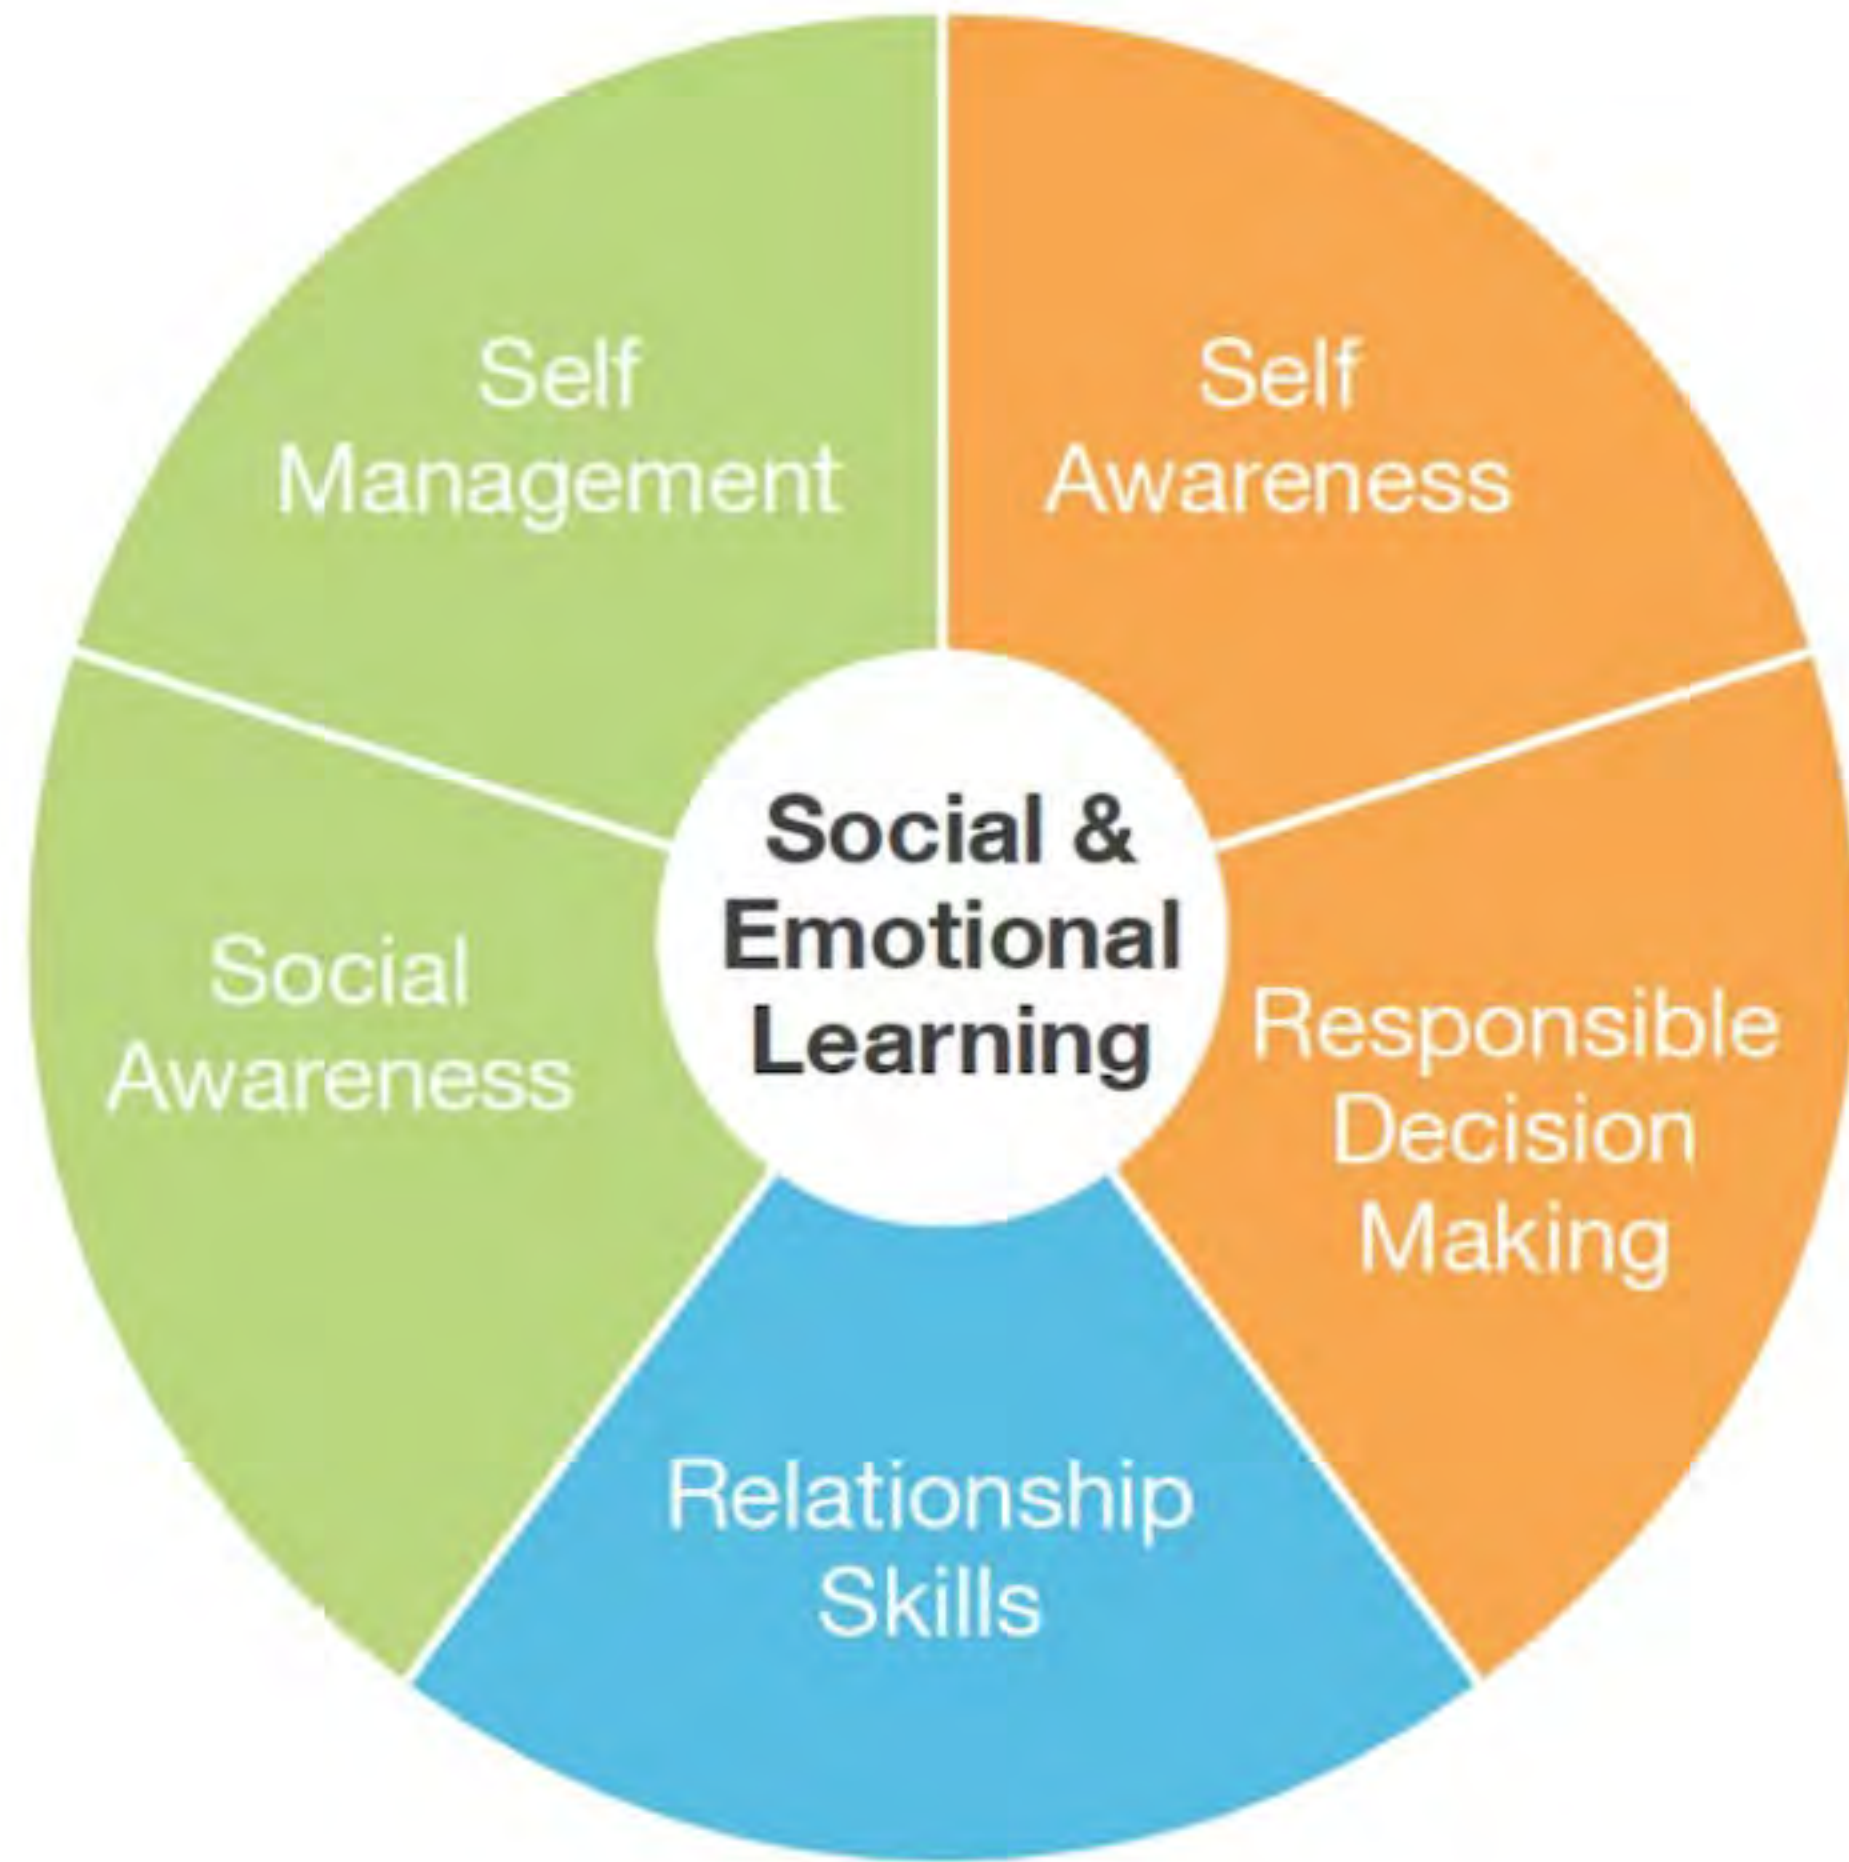 Self
Management
Self
Awareness
Social &
Emotional
Learning
Social
Awareness
Responsible
Decision
Making
Relationship
Skills